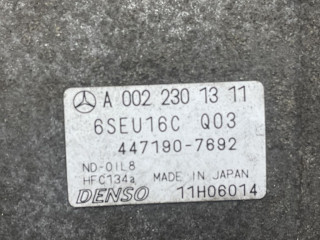 A 002 230 13 11
6SEU16C Q03
447190-7692
ND-OIL8
HFC134a MADE IN JAPAN
DENSO 11H06014